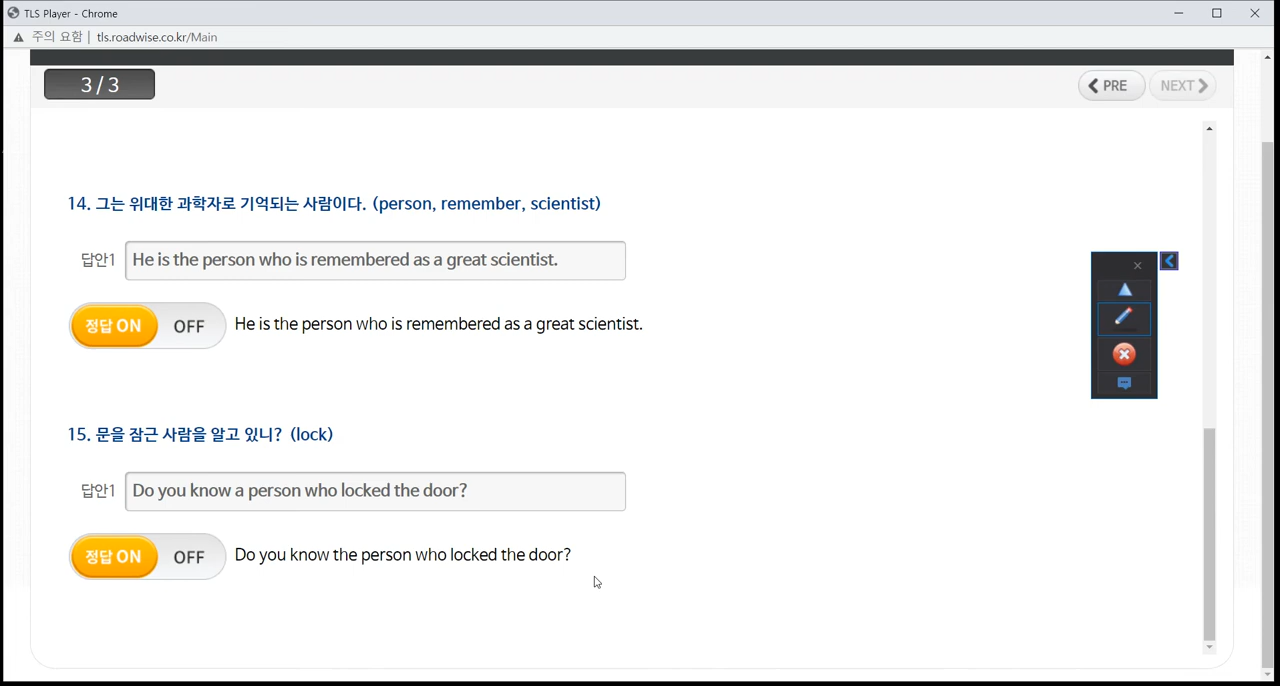 TLS Player - Chrome
주의 요함 | tls.roadwise.co.kr/Main
3 / 3
PRE
NEXT
14. 그는 위대한 과학자로 기억되는 사람이다. (person, remember, scientist)
답안1 He is the person who is remembered as a great scientist.
정답 ON OFF He is the person who is remembered as a great scientist.
15. 문을 잠근 사람을 알고 있니? (lock)
답안1 Do you know a person who locked the door?
정답 ON OFF Do you know the person who locked the door?